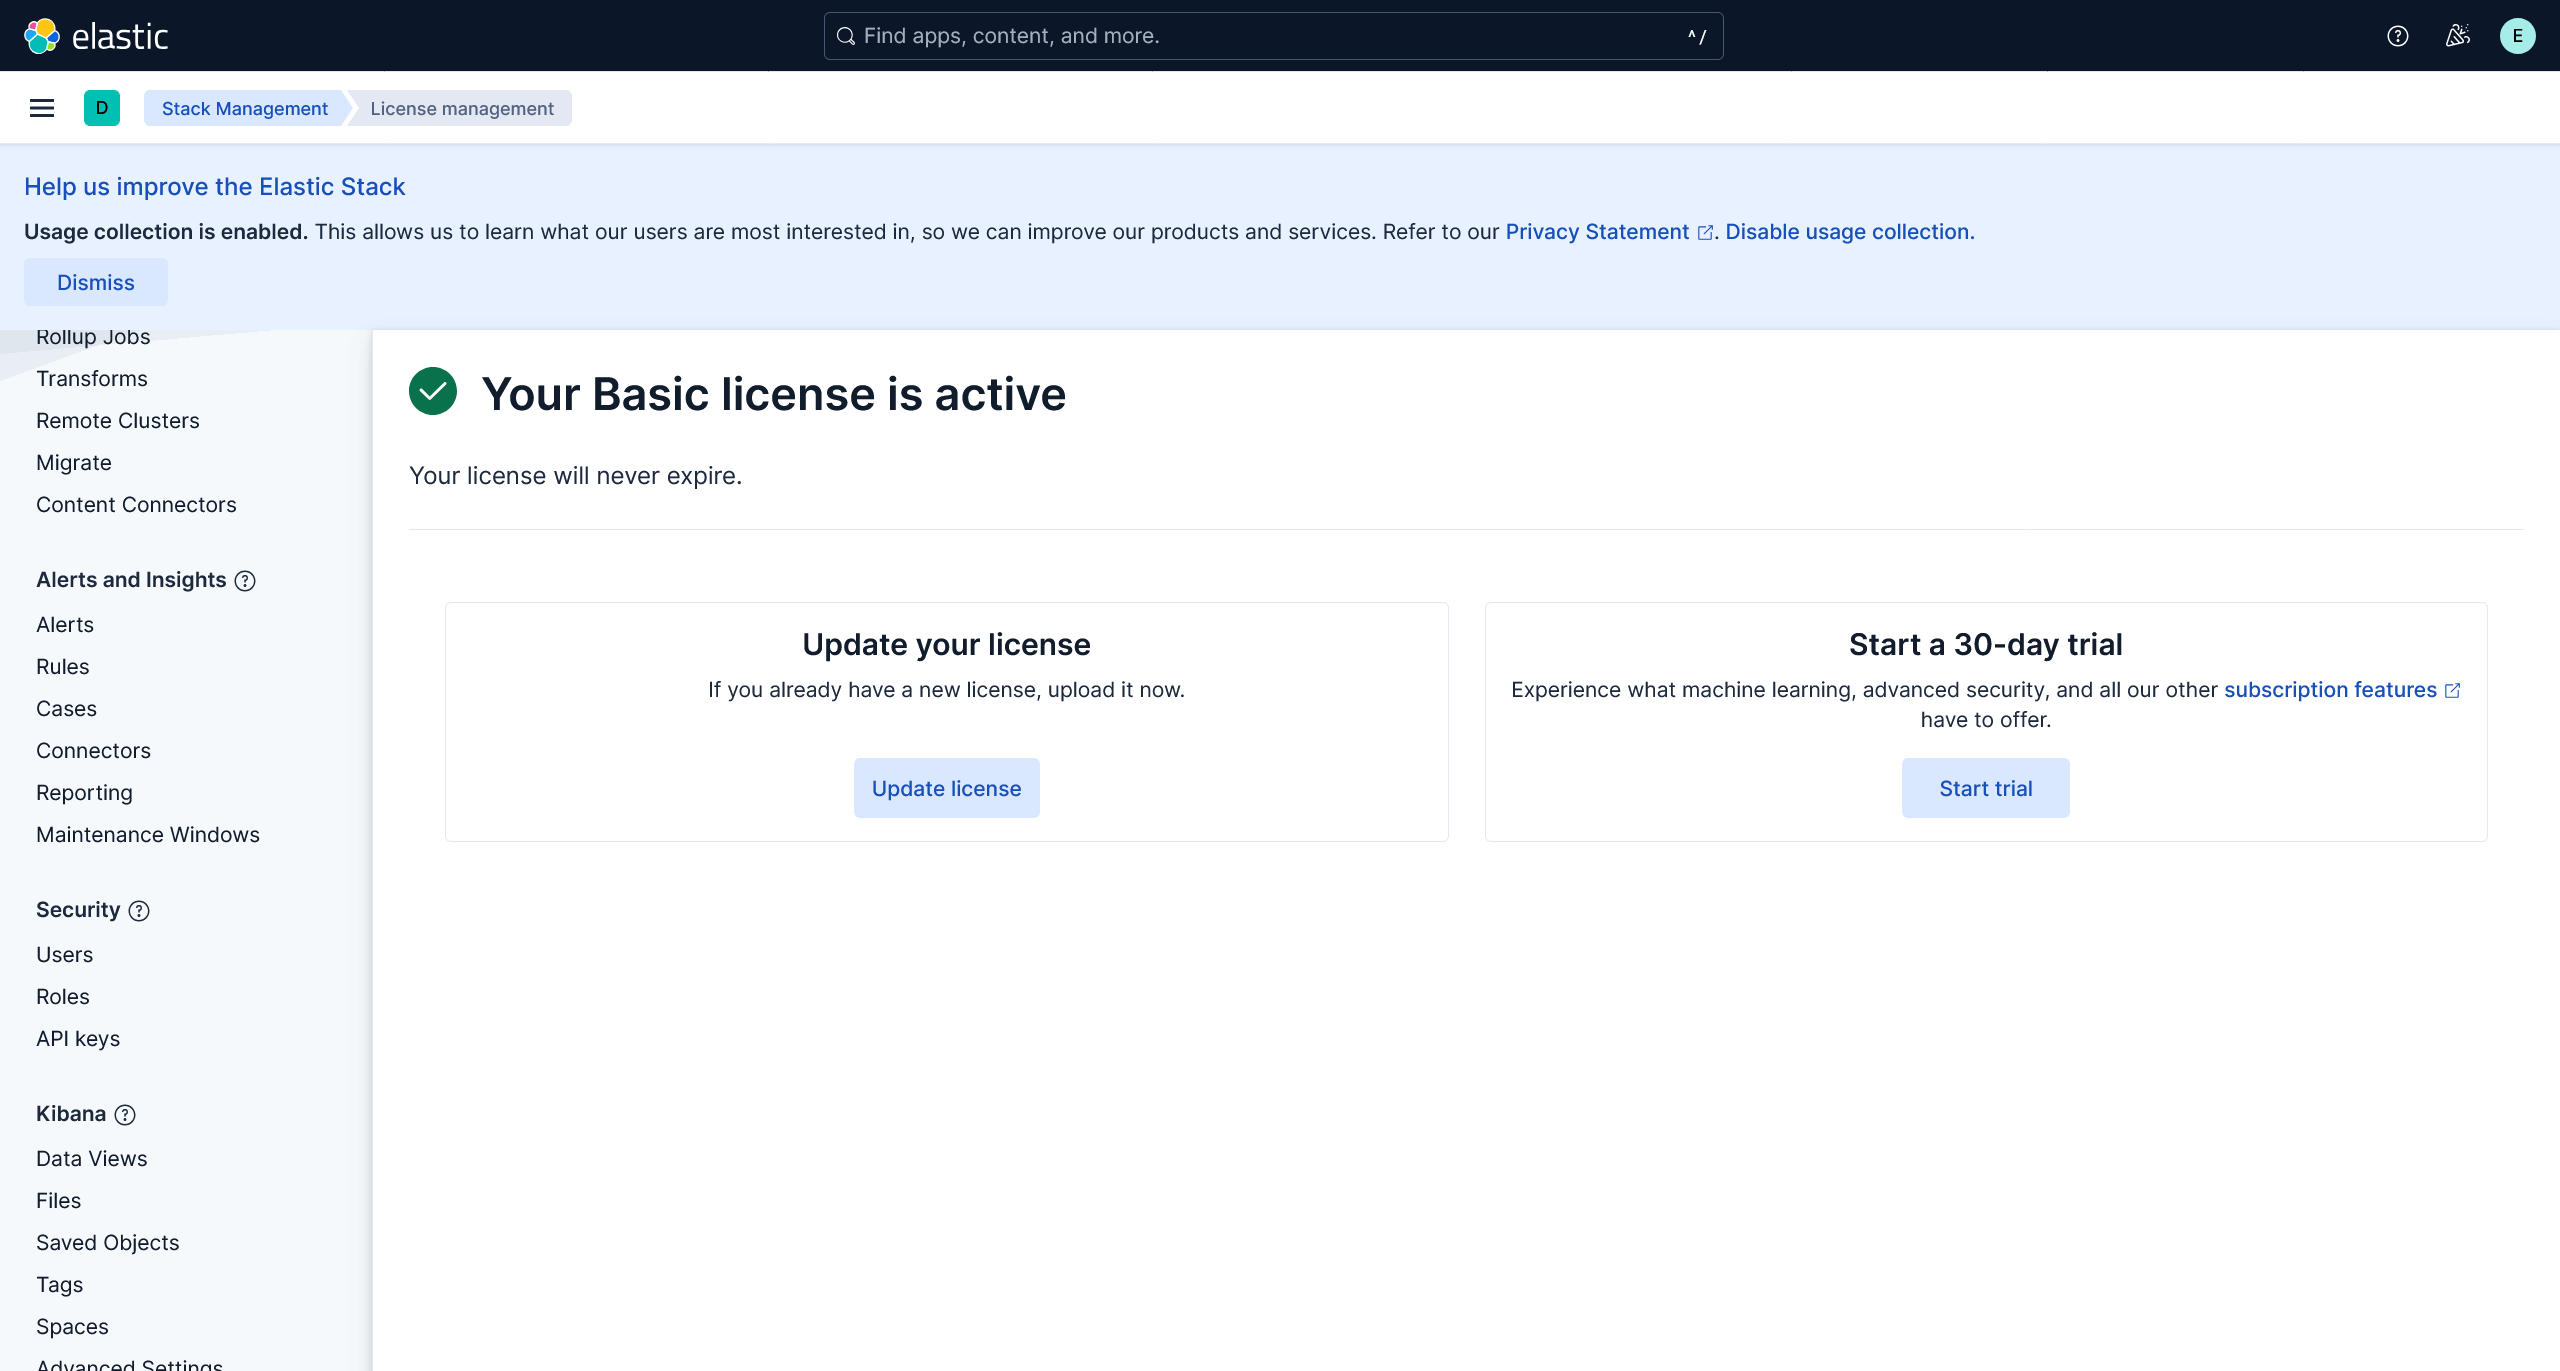 elastic
Find apps, content, and more.
^ /
E
D
Stack Management
License management
Help us improve the Elastic Stack
Usage collection is enabled. This allows us to learn what our users are most interested in, so we can improve our products and services. Refer to our Privacy Statement. Disable usage collection.
Dismiss
Rollup Jobs
Transforms
Remote Clusters
Migrate
Content Connectors
Alerts and Insights
Alerts
Rules
Cases
Connectors
Reporting
Maintenance Windows
Security
Users
Roles
API keys
Kibana
Data Views
Files
Saved Objects
Tags
Spaces
Advanced Settings
Your Basic license is active
Your license will never expire.
Update your license
If you already have a new license, upload it now.
Update license
Start a 30-day trial
Experience what machine learning, advanced security, and all our other subscription features
have to offer.
Start trial